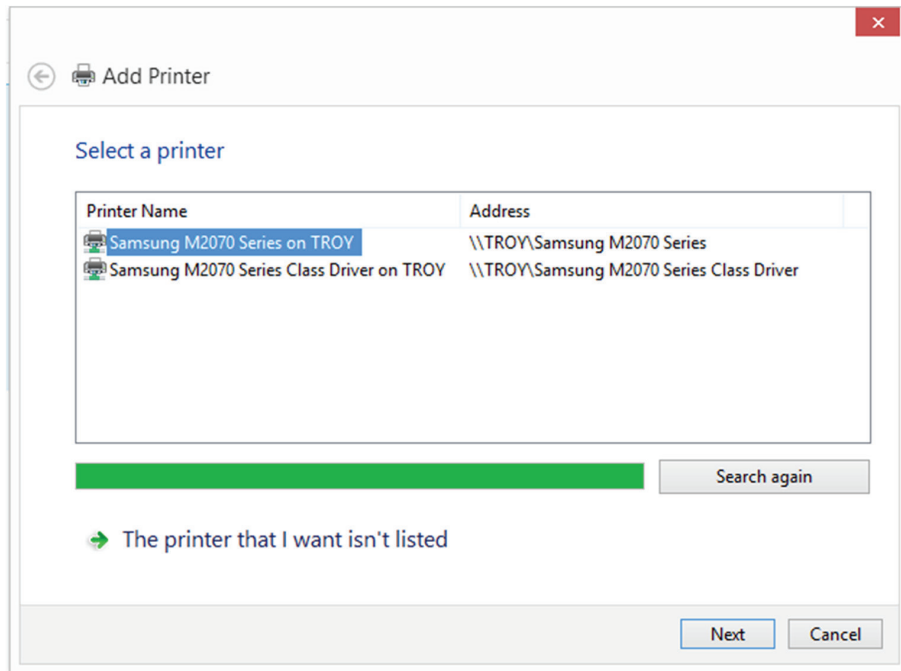 Add Printer
Select a printer
Printer Name Address
Samsung M2070 Series on TROY \\TROY\Samsung M2070 Series
Samsung M2070 Series Class Driver on TROY \\TROY\Samsung M2070 Series Class Driver
Search again
The printer that I want isn't listed
Next Cancel